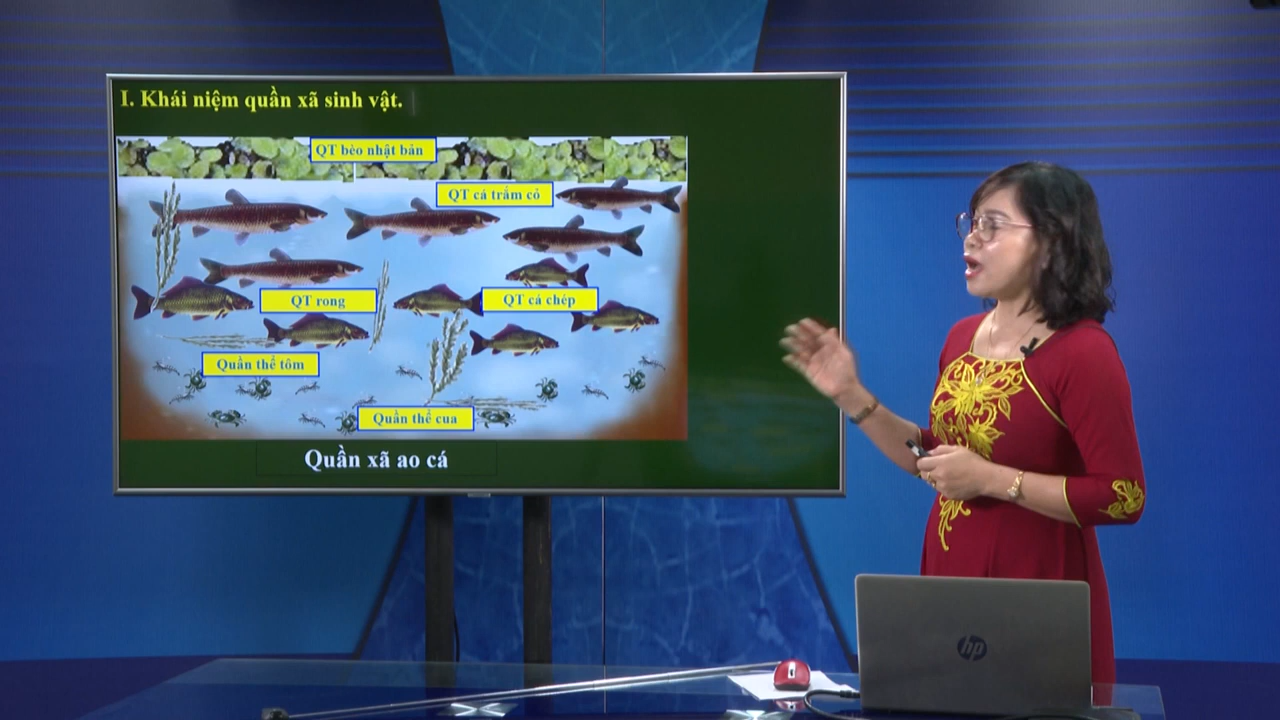 I. Khái niệm quần xã sinh vật.
QT bèo nhật bản
QT cá trắm cỏ
QT rong
QT cá chép
Quần thể tôm
Quần thể cua
Quần xã ao cá
hp